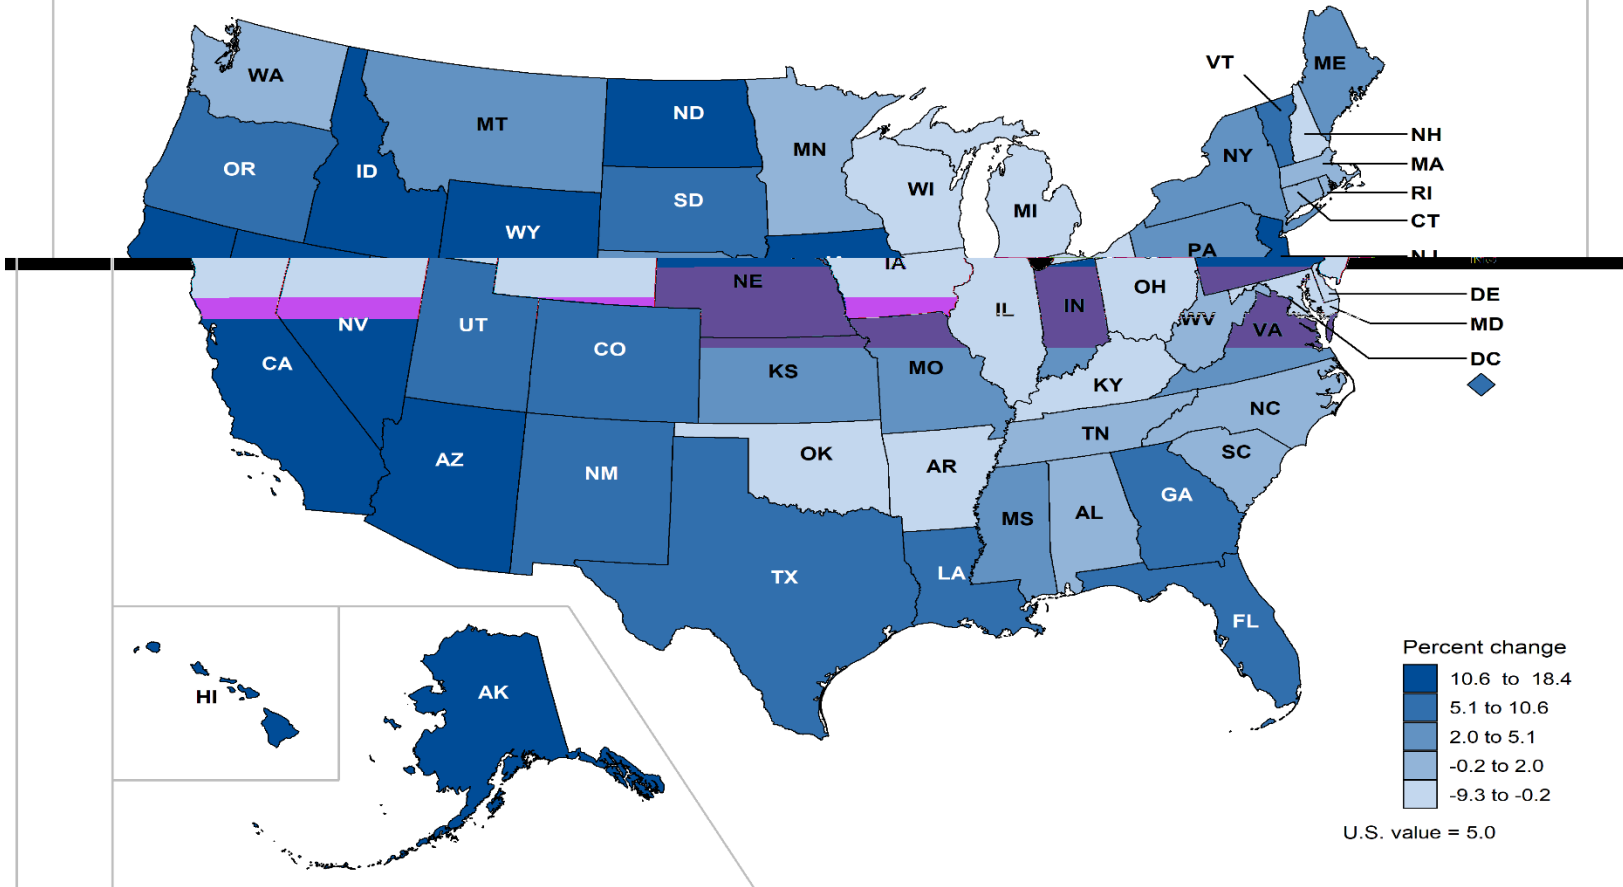 VT
ME
WA
ND
MT
NH
MN
NY
MA
OR
ID
WI
RI
SD
MI
CT
WY
PA
IA
NE
OH
DE
IL
IN
WV
MD
NV
UT
VA
CO
DC
CA
KS
MO
KY
NC
TN
AZ
OK
SC
NM
AR
GA
MS
AL
TX
LA
FL
HI
AK
Percent change
10.6 to 18.4
5.1 to 10.6
2.0 to 5.1
-0.2 to 2.0
-9.3 to -0.2
U.S. value = 5.0